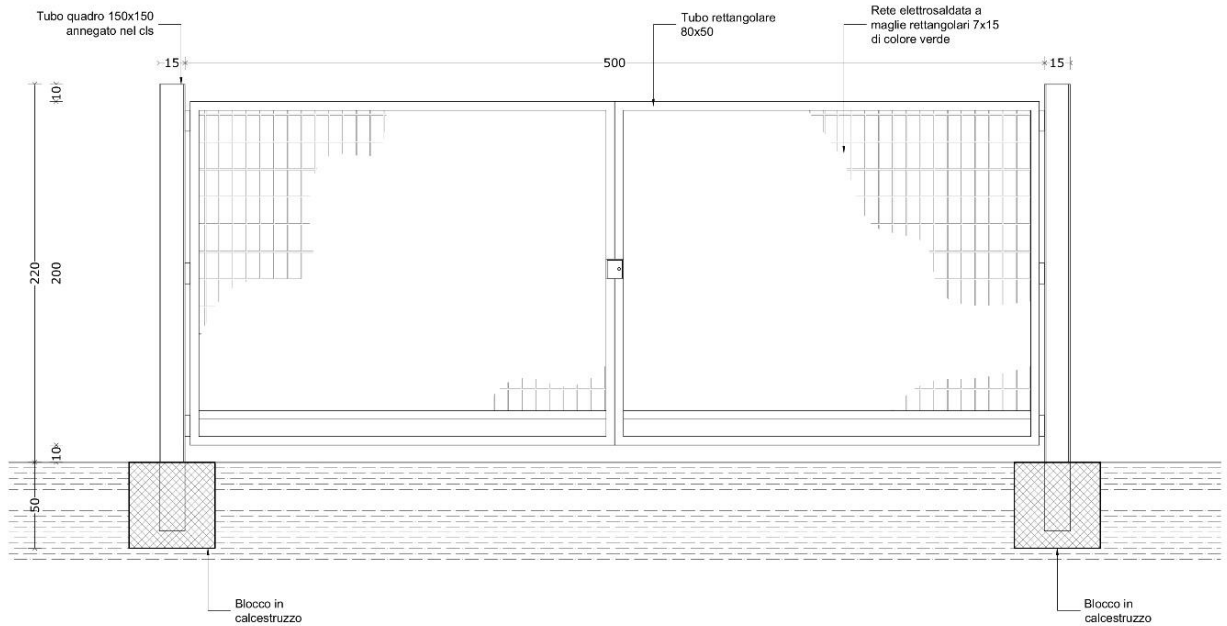 Tubo quadro 150x150
annegato nel cls
Tubo rettangolare
80x50
Rete elettrosaldata a
maglie rettangolari 7x15
di colore verde
15
500
15
10
220
200
10
50
Blocco in
calcestruzzo
Blocco in
calcestruzzo